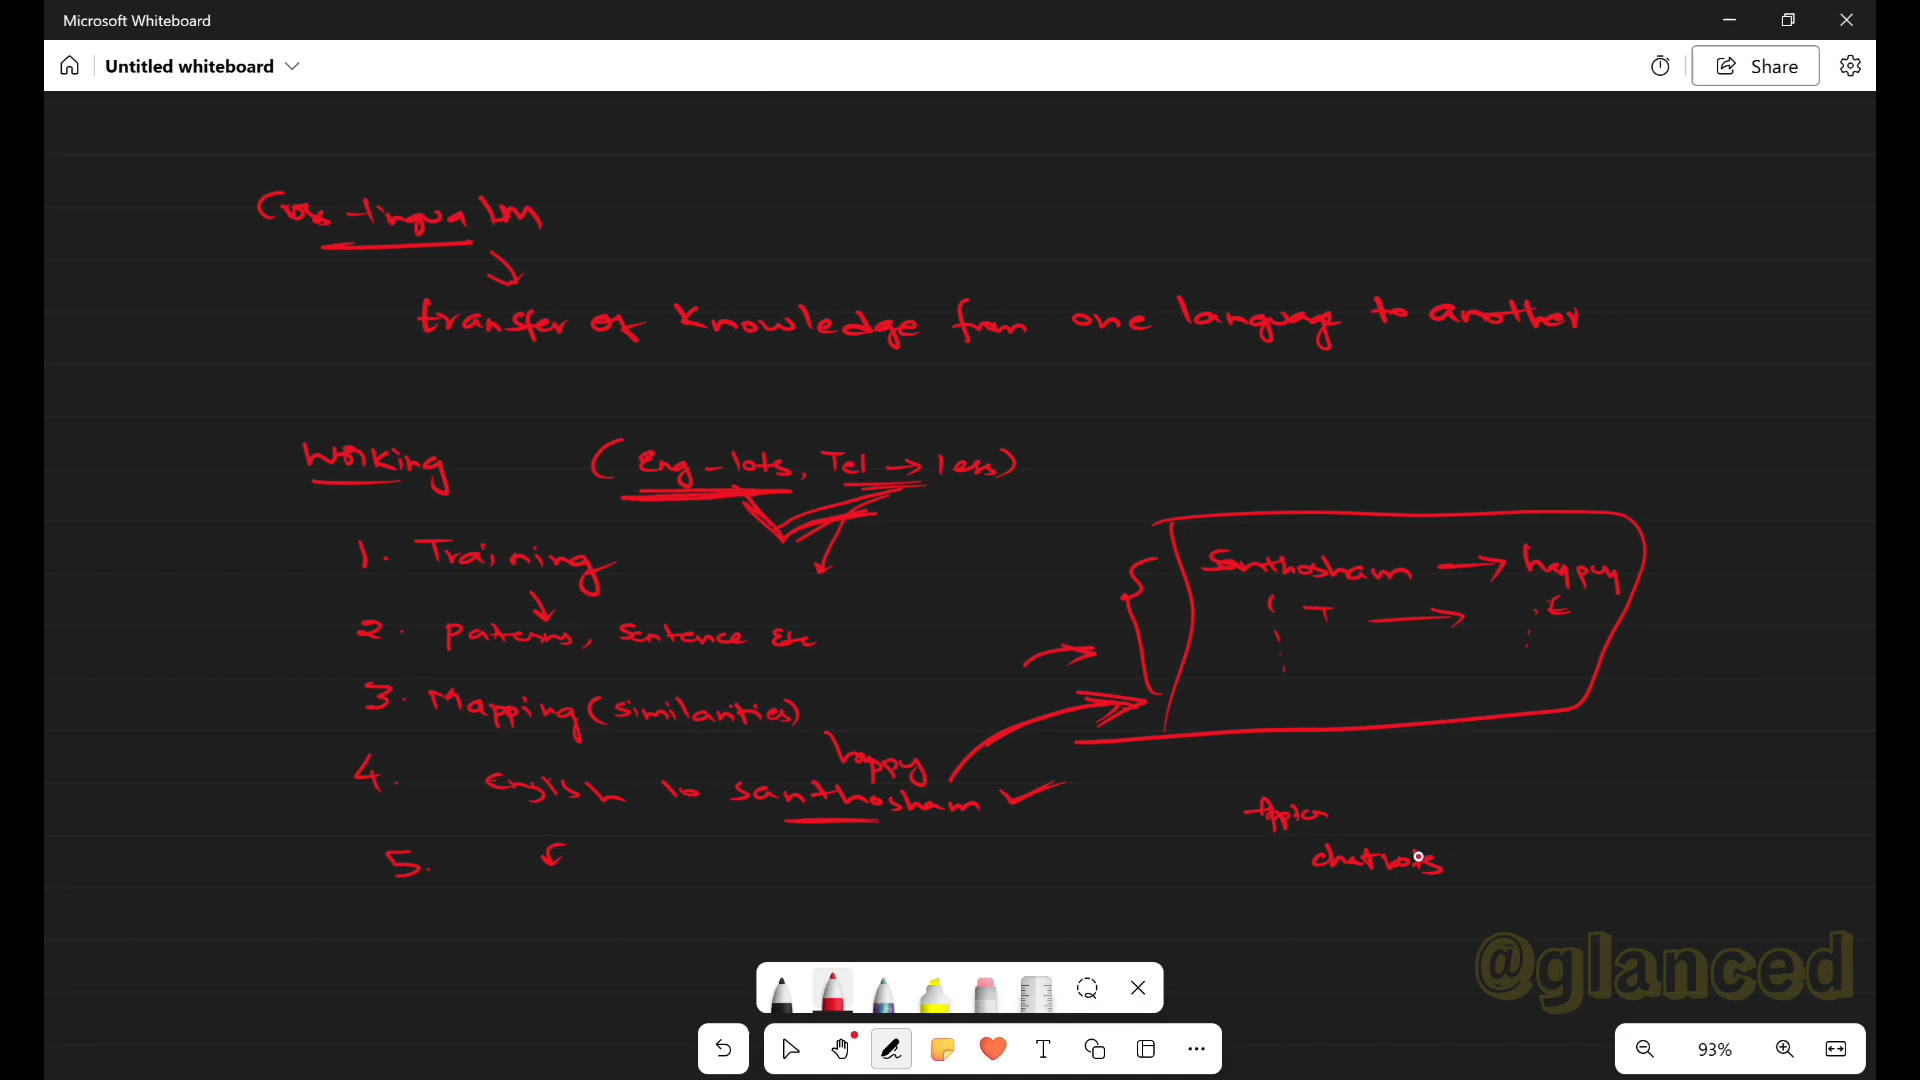 Microsoft Whiteboard
Untitled whiteboard
Share
Cross-lingua LM
transfer of knowledge from one languag to another
Working (Eng - lots, Tel → less)
1. Training
2. patterns, sentence Etc
3. Mapping (similarities)
happy
4. English to santhosham ✓
5.
Santhosham → happy
T → E
chatbots
@glanced
93%